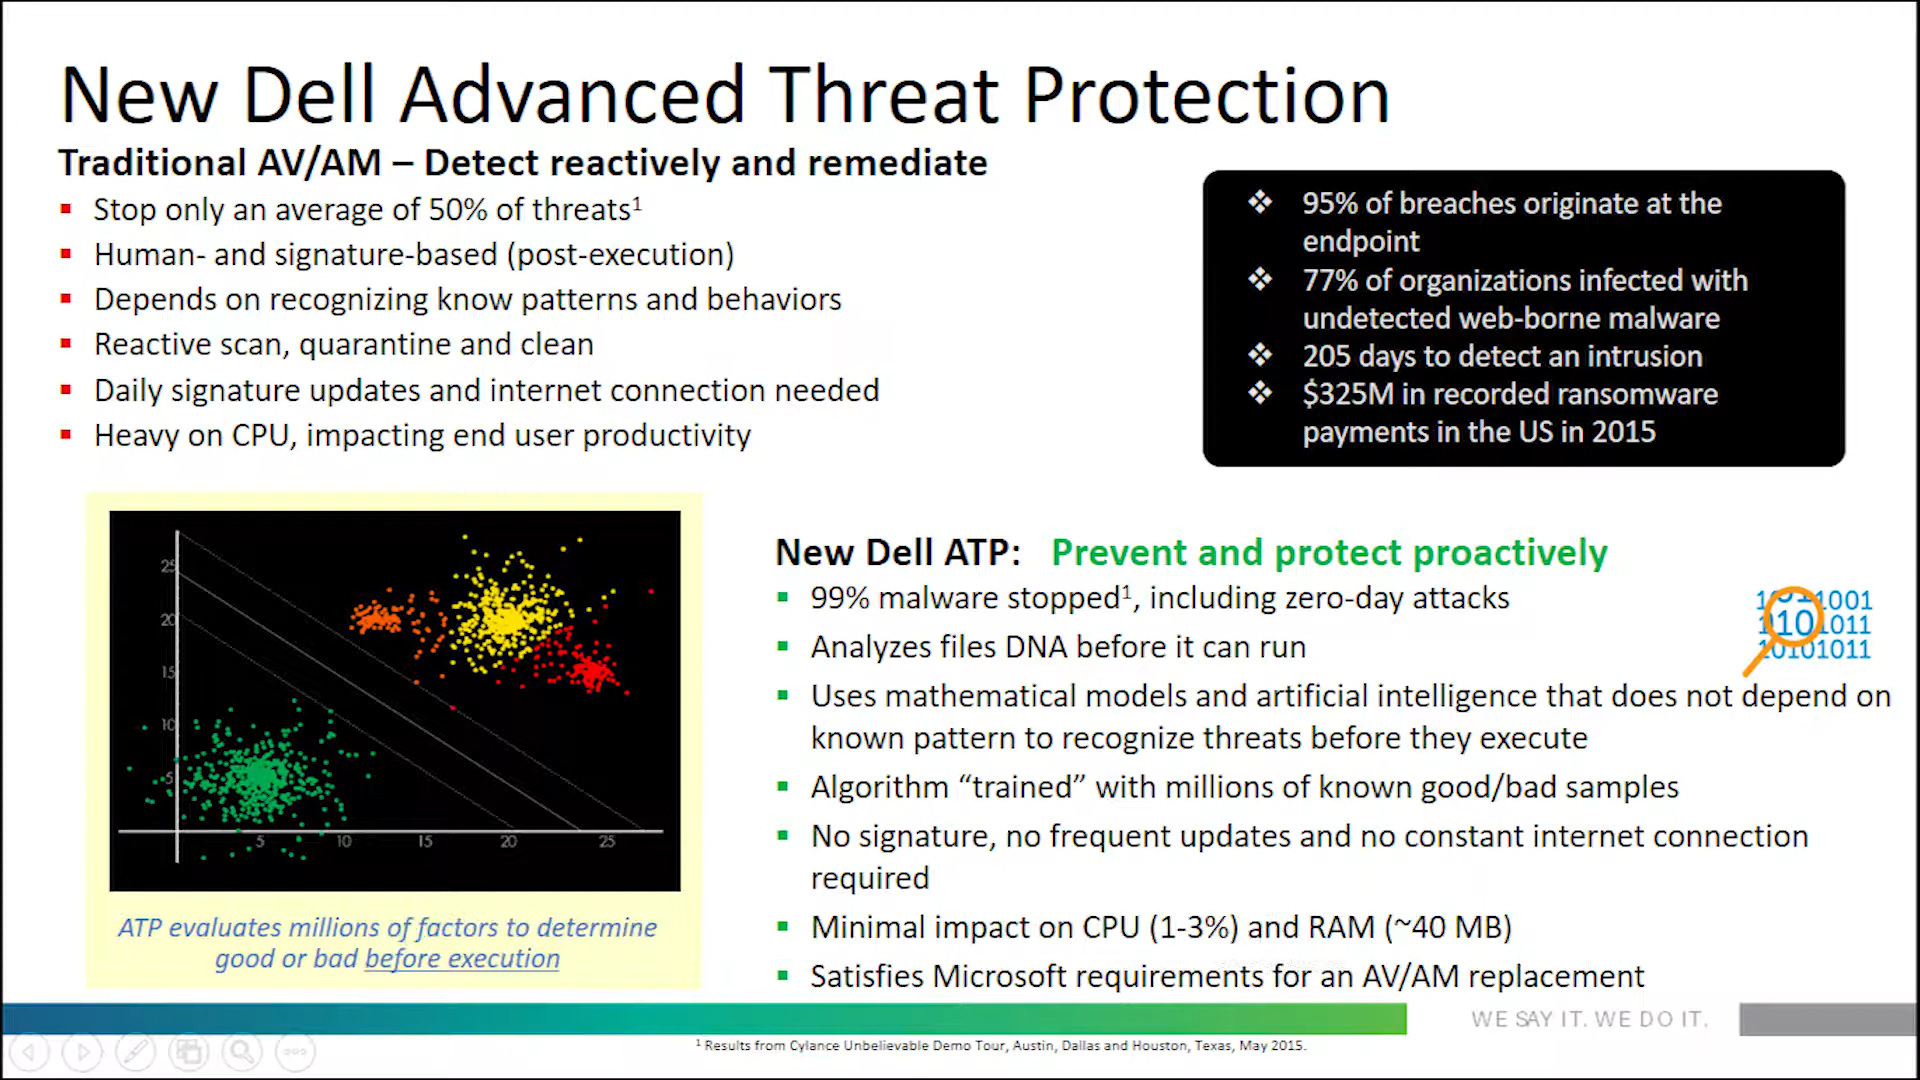 New Dell Advanced Threat Protection
Traditional AV/AM – Detect reactively and remediate
▪ Stop only an average of 50% of threats¹
▪ Human- and signature-based (post-execution)
▪ Depends on recognizing know patterns and behaviors
▪ Reactive scan, quarantine and clean
▪ Daily signature updates and internet connection needed
▪ Heavy on CPU, impacting end user productivity
❖ 95% of breaches originate at the
endpoint
❖ 77% of organizations infected with
undetected web-borne malware
❖ 205 days to detect an intrusion
❖ $325M in recorded ransomware
payments in the US in 2015
25
20
15
10
5
5 10 15 20 25
ATP evaluates millions of factors to determine
good or bad before execution
New Dell ATP: Prevent and protect proactively
▪ 99% malware stopped¹, including zero-day attacks
▪ Analyzes files DNA before it can run
▪ Uses mathematical models and artificial intelligence that does not depend on
known pattern to recognize threats before they execute
▪ Algorithm “trained” with millions of known good/bad samples
▪ No signature, no frequent updates and no constant internet connection
required
▪ Minimal impact on CPU (1-3%) and RAM (~40 MB)
▪ Satisfies Microsoft requirements for an AV/AM replacement
1001
101011
10101011
WE SAY IT. WE DO IT.
¹ Results from Cylance Unbelievable Demo Tour, Austin, Dallas and Houston, Texas, May 2015.